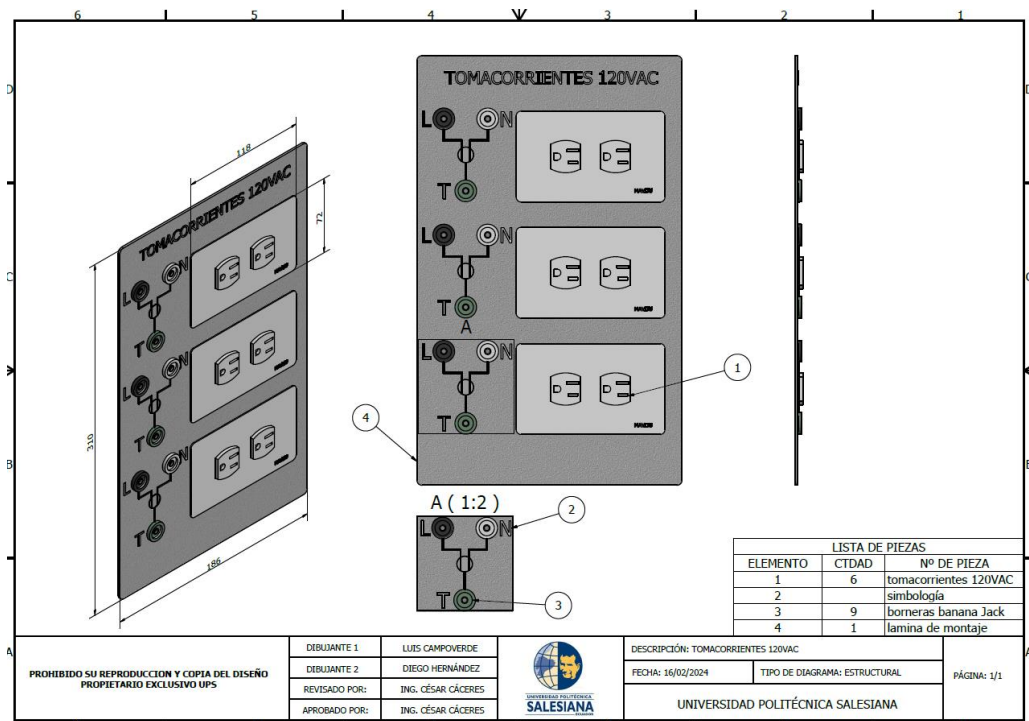 6 5 4 3 2 1
TOMACORRIENTES 120VAC
L N
T
L N
T
A
L N
T
1
4
118
72
310
186
TOMACORRIENTES 120VAC
L N
T
L N
T
L N
T
A ( 1:2 )
L N
T
2
3
D
C
B
A
LISTA DE PIEZAS
ELEMENTO CTDAD Nº DE PIEZA
1 6 tomacorrientes 120VAC
2 simbología
3 9 borneras banana Jack
4 1 lamina de montaje
PROHIBIDO SU REPRODUCCION Y COPIA DEL DISEÑO
PROPIETARIO EXCLUSIVO UPS
DIBUJANTE 1 LUIS CAMPOVERDE
DIBUJANTE 2 DIEGO HERNÁNDEZ
REVISADO POR: ING. CÉSAR CÁCERES
APROBADO POR: ING. CÉSAR CÁCERES
UNIVERSIDAD POLITÉCNICA
SALESIANA
DESCRIPCIÓN: TOMACORRIENTES 120VAC
FECHA: 16/02/2024 TIPO DE DIAGRAMA: ESTRUCTURAL
UNIVERSIDAD POLITÉCNICA SALESIANA
PÁGINA: 1/1